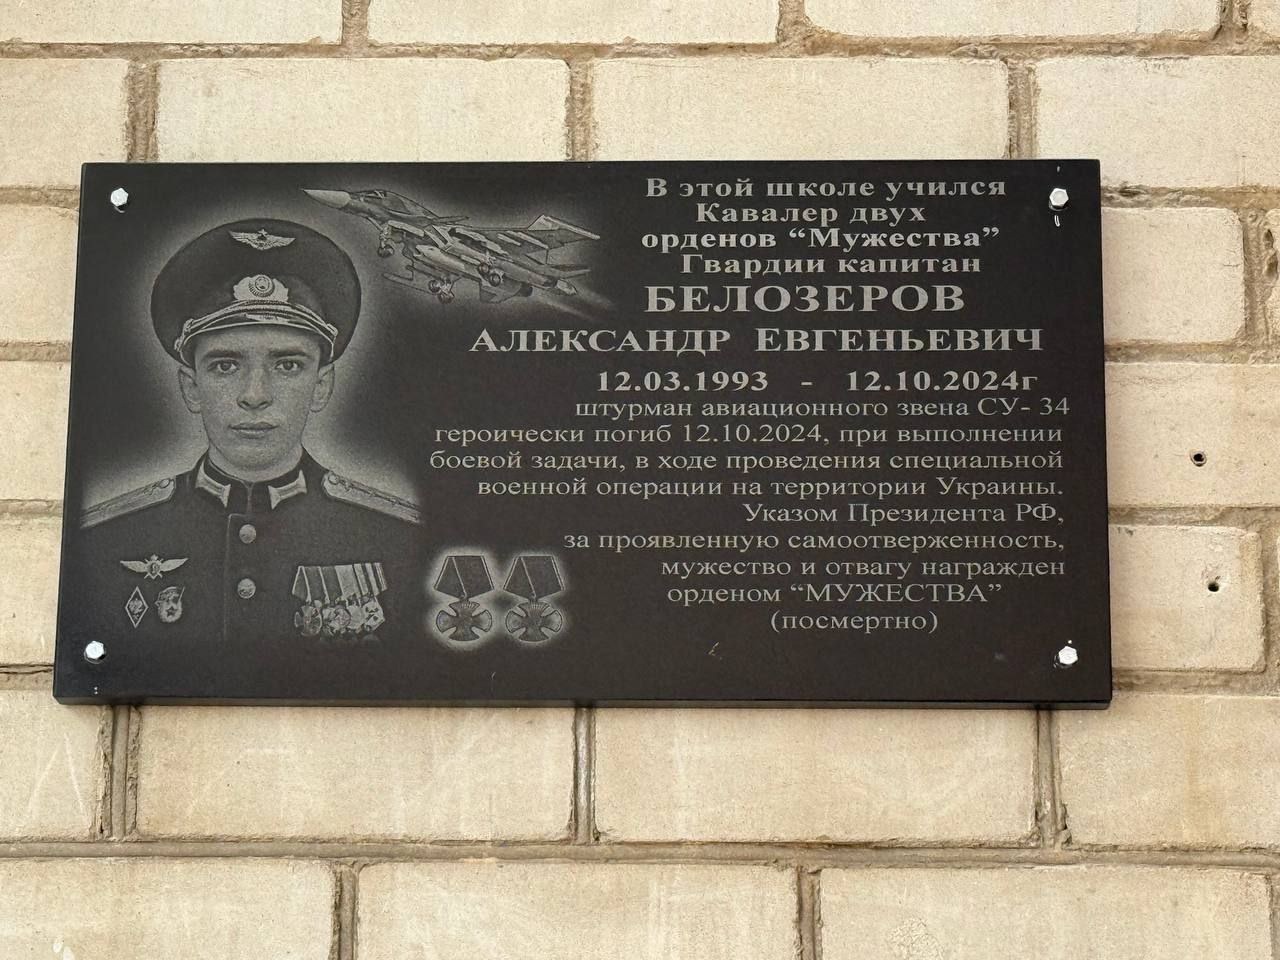 В этой школе учился
Кавалер двух
орденов “Мужества”
Гвардии капитан
БЕЛОЗЕРОВ
АЛЕКСАНДР ЕВГЕНЬЕВИЧ
12.03.1993 - 12.10.2024г
штурман авиационного звена СУ- 34
героически погиб 12.10.2024, при выполнении
боевой задачи, в ходе проведения специальной
военной операции на территории Украины.
Указом Президента РФ,
за проявленную самоотверженность,
мужество и отвагу награжден
орденом “МУЖЕСТВА”
(посмертно)